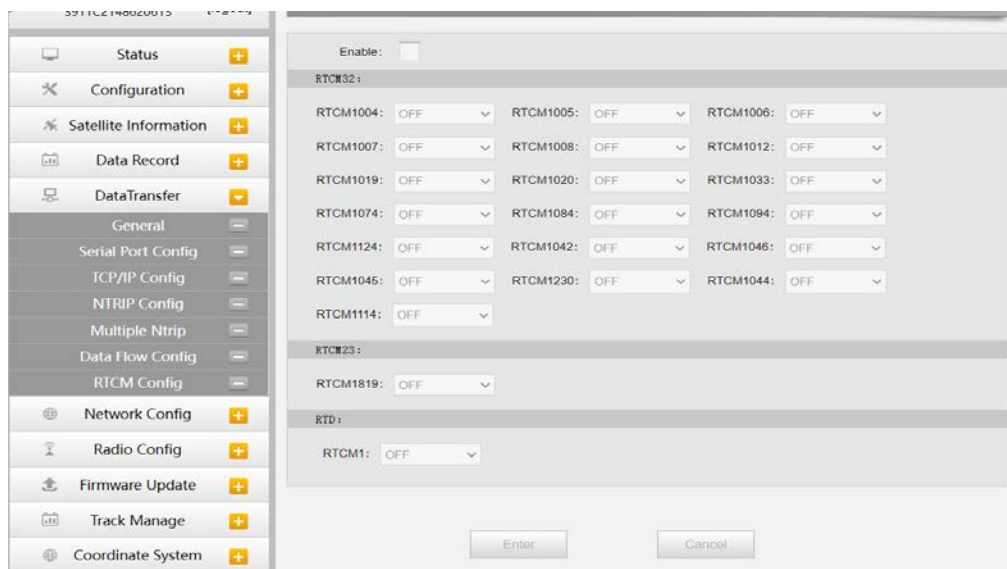 Status
Configuration
Satellite Information
Data Record
DataTransfer
General
Serial Port Config
TCP/IP Config
NTRIP Config
Multiple Ntrip
Data Flow Config
RTCM Config
Network Config
Radio Config
Firmware Update
Track Manage
Coordinate System
Enable:
RTCM32:
RTCM1004: OFF RTCM1005: OFF RTCM1006: OFF
RTCM1007: OFF RTCM1008: OFF RTCM1012: OFF
RTCM1019: OFF RTCM1020: OFF RTCM1033: OFF
RTCM1074: OFF RTCM1084: OFF RTCM1094: OFF
RTCM1124: OFF RTCM1042: OFF RTCM1046: OFF
RTCM1045: OFF RTCM1230: OFF RTCM1044: OFF
RTCM1114: OFF
RTCM23:
RTCM1819: OFF
RTD:
RTCM1: OFF
Enter Cancel